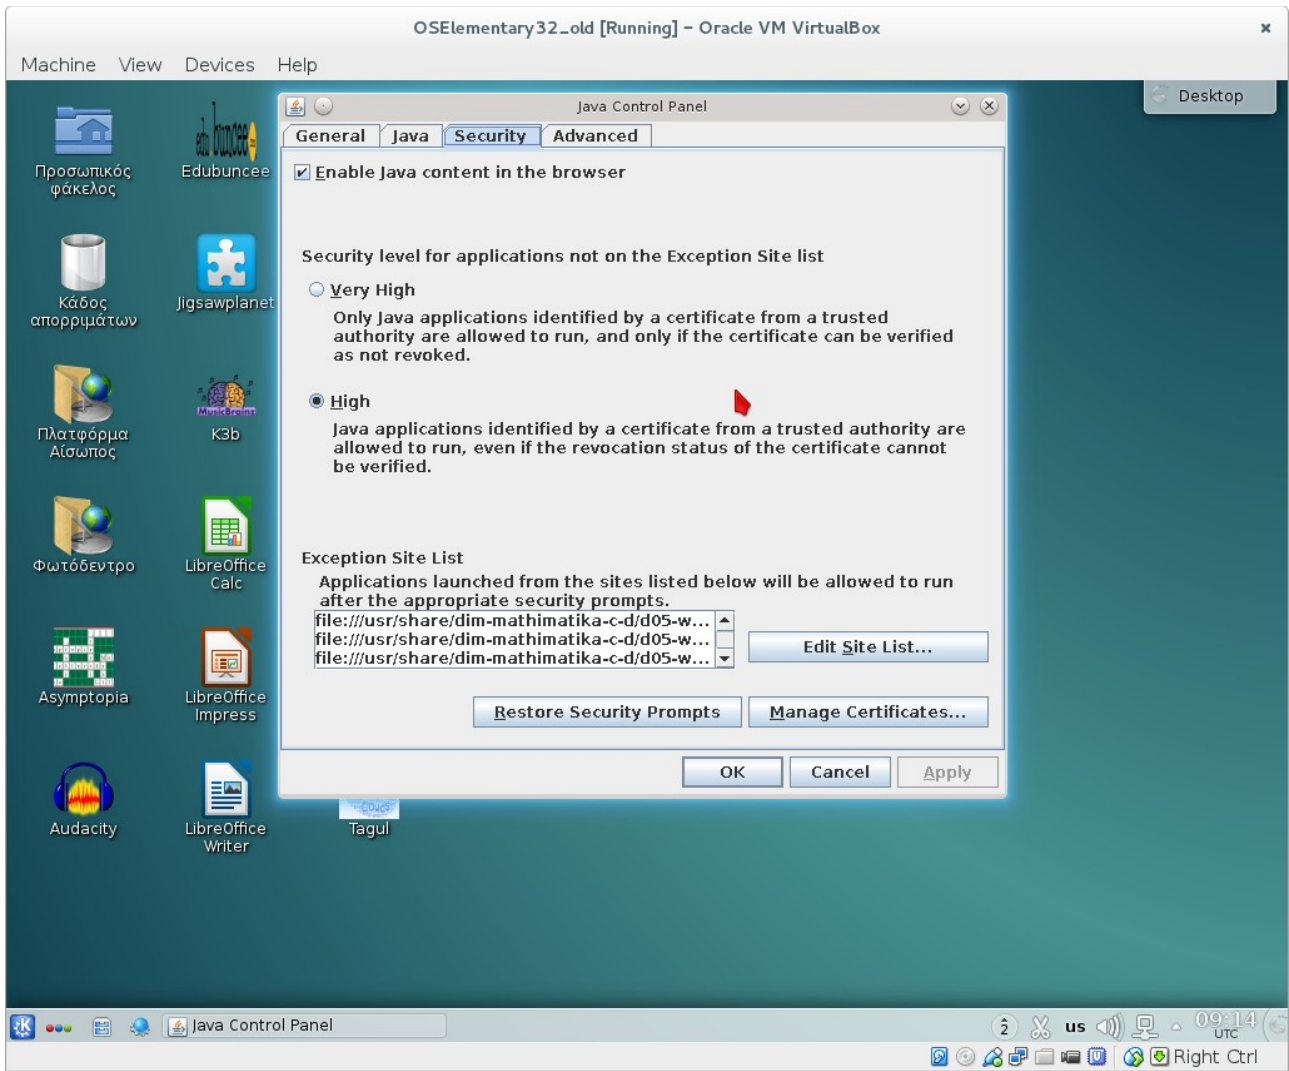 OSElementary32_old [Running] – Oracle VM VirtualBox
Machine View Devices Help
Desktop
Java Control Panel
General Java Security Advanced
Enable Java content in the browser
Security level for applications not on the Exception Site list
Very High
Only Java applications identified by a certificate from a trusted
authority are allowed to run, and only if the certificate can be verified
as not revoked.
High
Java applications identified by a certificate from a trusted authority are
allowed to run, even if the revocation status of the certificate cannot
be verified.
Exception Site List
Applications launched from the sites listed below will be allowed to run
after the appropriate security prompts.
file:///usr/share/dim-mathimatika-c-d/d05-w...
file:///usr/share/dim-mathimatika-c-d/d05-w...
file:///usr/share/dim-mathimatika-c-d/d05-w...
Edit Site List...
Restore Security Prompts Manage Certificates...
OK Cancel Apply
Προσωπικός
φάκελος
edu buncee
Edubuncee
Κάδος
απορριμάτων
Jigsawplanet
Πλατφόρμα
Αίσωπος
MusicBrains
K3b
Φωτόδεντρο
LibreOffice
Calc
Asymptopia
LibreOffice
Impress
Audacity
LibreOffice
Writer
Tagul
Java Control Panel
2
us
09:14
UTC
Right Ctrl